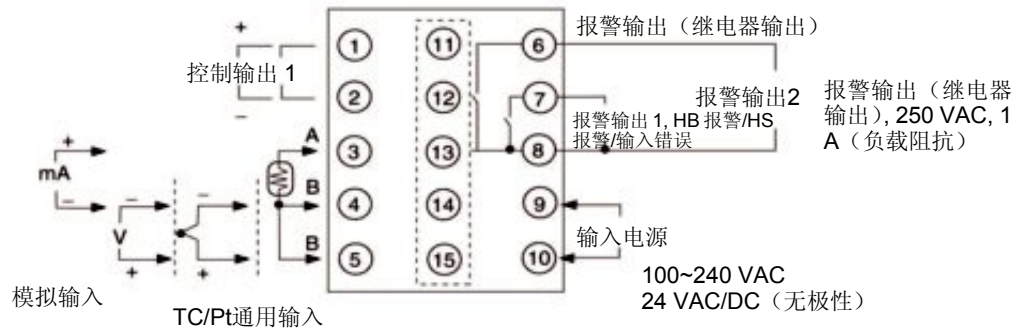 报警输出（继电器输出）
+
控制输出 1
−
1
2
3
4
5
11
12
13
14
15
6
7
8
9
10
报警输出2
报警输出 1, HB 报警/HS
报警/输入错误
报警输出（继电器
输出）, 250 VAC, 1
A（负载阻抗）
A
B
B
+
mA
−
−
V
+
−
+
输入电源
100~240 VAC
24 VAC/DC（无极性）
模拟输入
TC/Pt通用输入